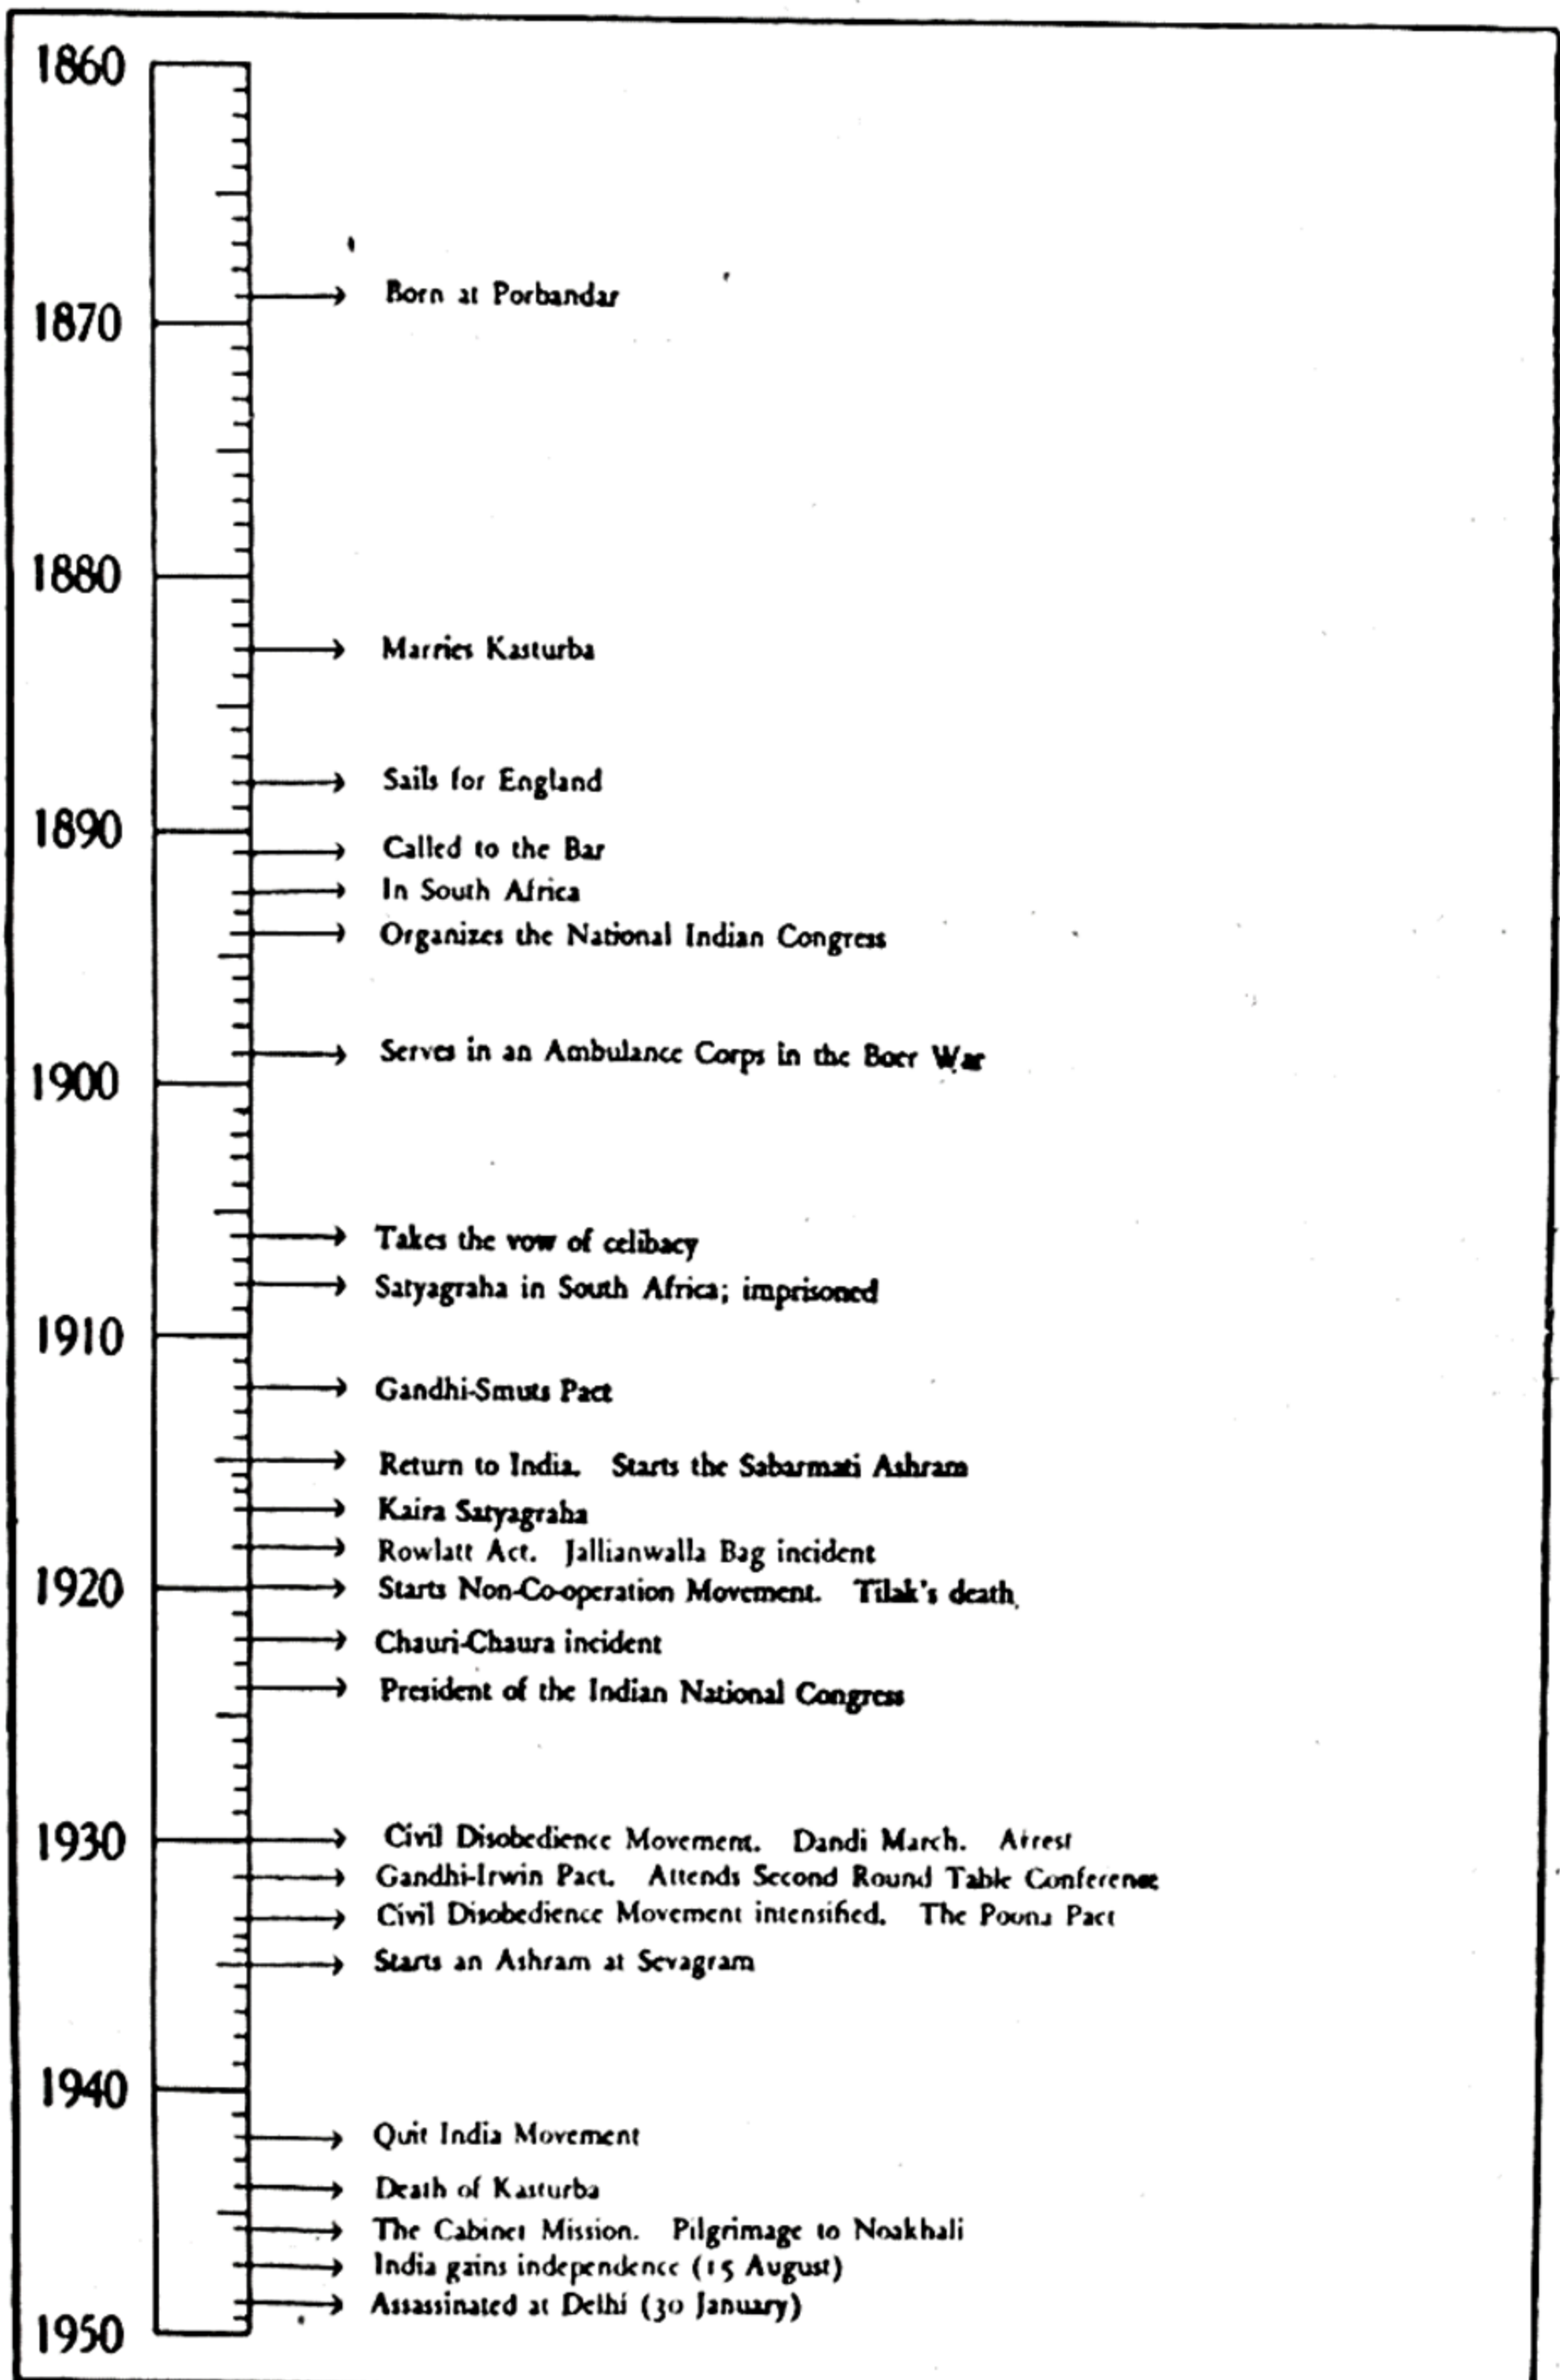 1860
Born at Porbandar
1870
1880
Marries Kasturba
Sails for England
1890
Called to the Bar
In South Africa
Organizes the National Indian Congress
Serves in an Ambulance Corps in the Boer War
1900
Takes the vow of celibacy
Satyagraha in South Africa; imprisoned
1910
Gandhi-Smuts Pact
Return to India. Starts the Sabarmati Ashram
Kaira Satyagraha
Rowlatt Act. Jallianwalla Bag incident
1920 Starts Non-Co-operation Movement. Tilak's death
Chauri-Chaura incident
President of the Indian National Congress
1930 Civil Disobedience Movement. Dandi March. Arrest
Gandhi-Irwin Pact. Attends Second Round Table Conference
Civil Disobedience Movement intensified. The Poona Pact
Starts an Ashram at Sevagram
1940
Quit India Movement
Death of Kasturba
The Cabinet Mission. Pilgrimage to Noakhali
India gains independence (15 August)
Assassinated at Delhi (30 January)
1950